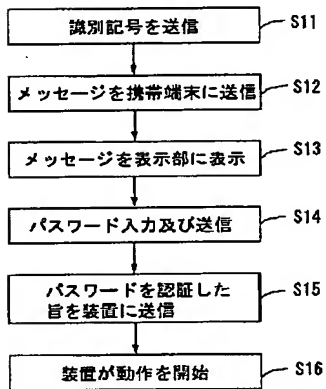 識別記号を送信
S11
メッセージを携帯端末に送信
S12
メッセージを表示部に表示
S13
パスワード入力及び送信
S14
パスワードを認証した
旨を装置に送信
S15
装置が動作を開始
S16